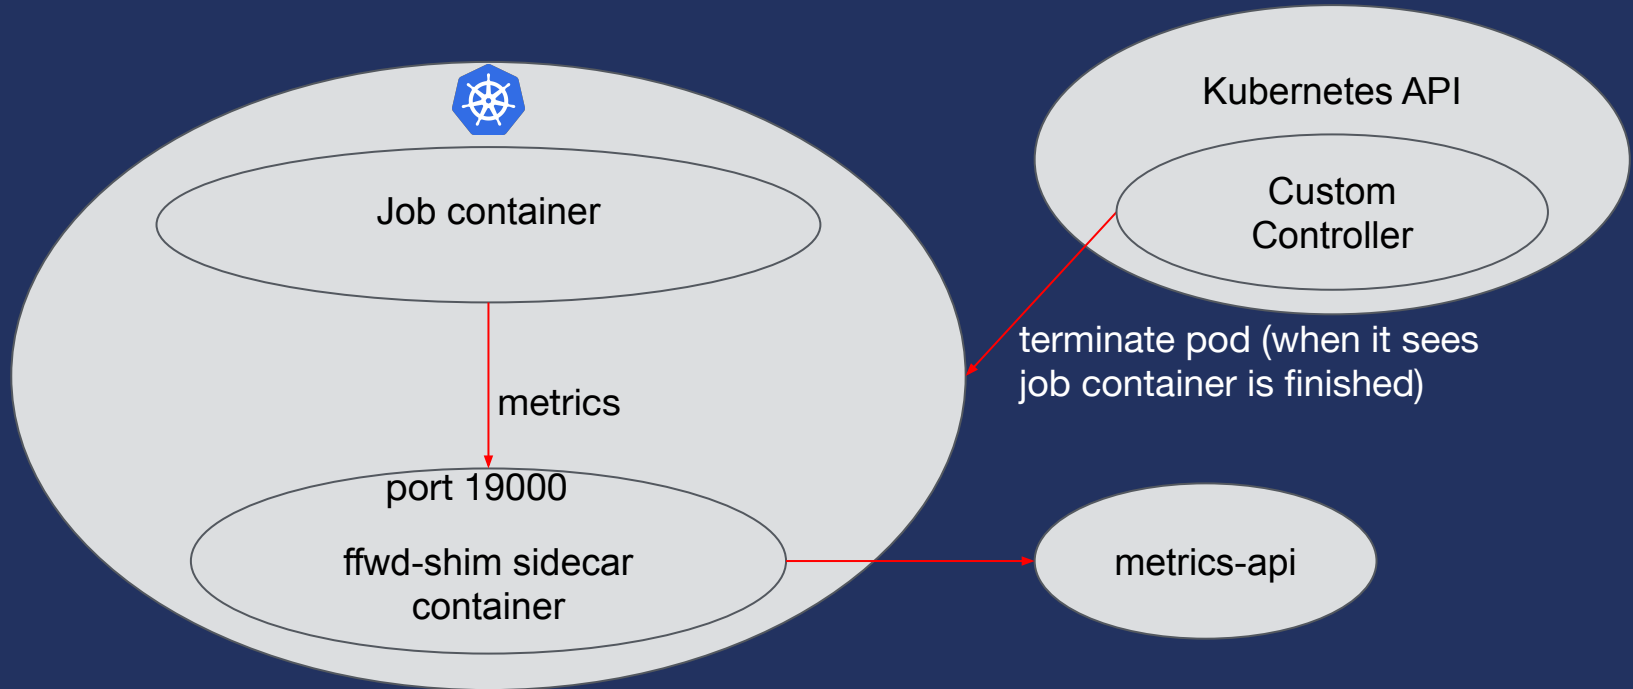 Kubernetes API
Job container
Custom
Controller
terminate pod (when it sees
job container is finished)
metrics
port 19000
ffwd-shim sidecar
container
metrics-api